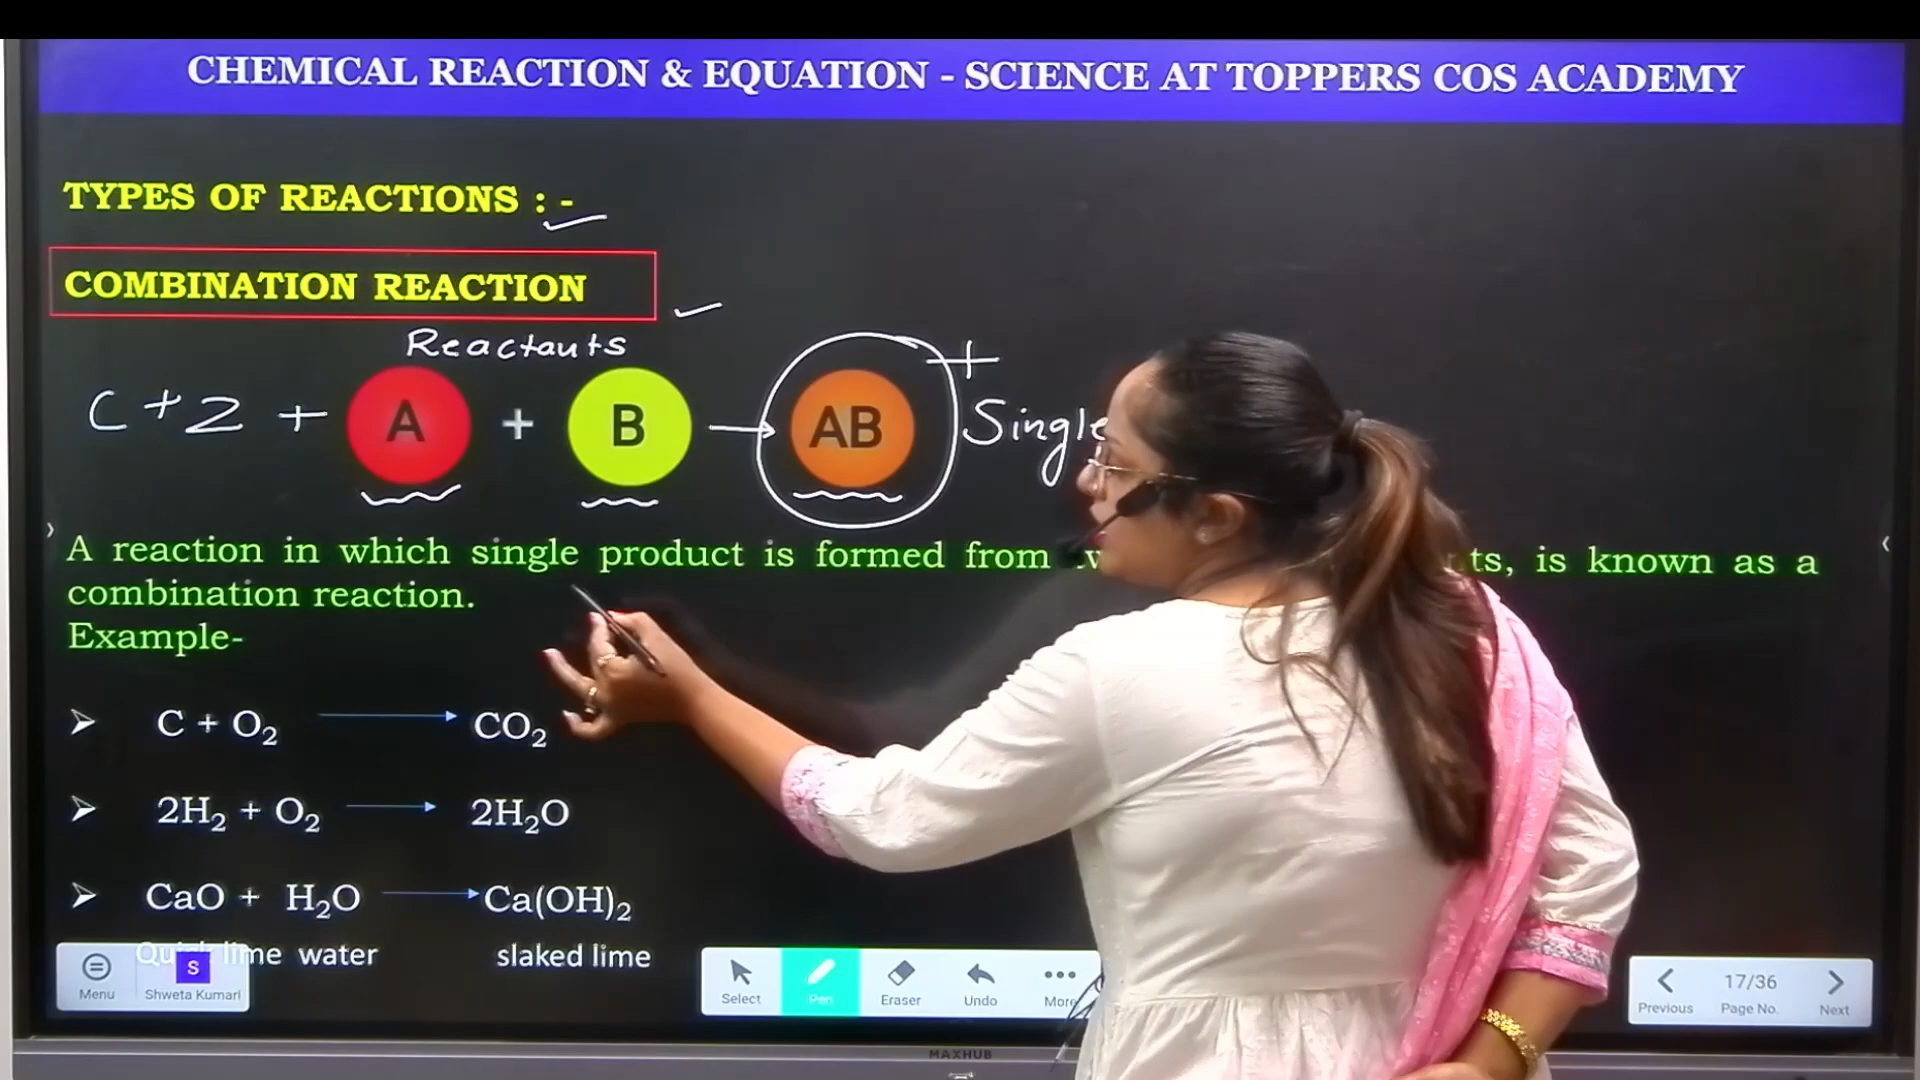 CHEMICAL REACTION & EQUATION - SCIENCE AT TOPPERS COS ACADEMY
TYPES OF REACTIONS : -
COMBINATION REACTION
Reactants
C + Z + A + B → AB + Single
A reaction in which single product is formed from is known as a
combination reaction.
Example-
➢ C + O₂ → CO₂
➢ 2H₂ + O₂ → 2H₂O
➢ CaO + H₂O → Ca(OH)₂
Quick lime water slaked lime
S
Menu Shweta Kumari Select Pen Eraser Undo More Previous 17/36 Page No. Next
MAXHUB